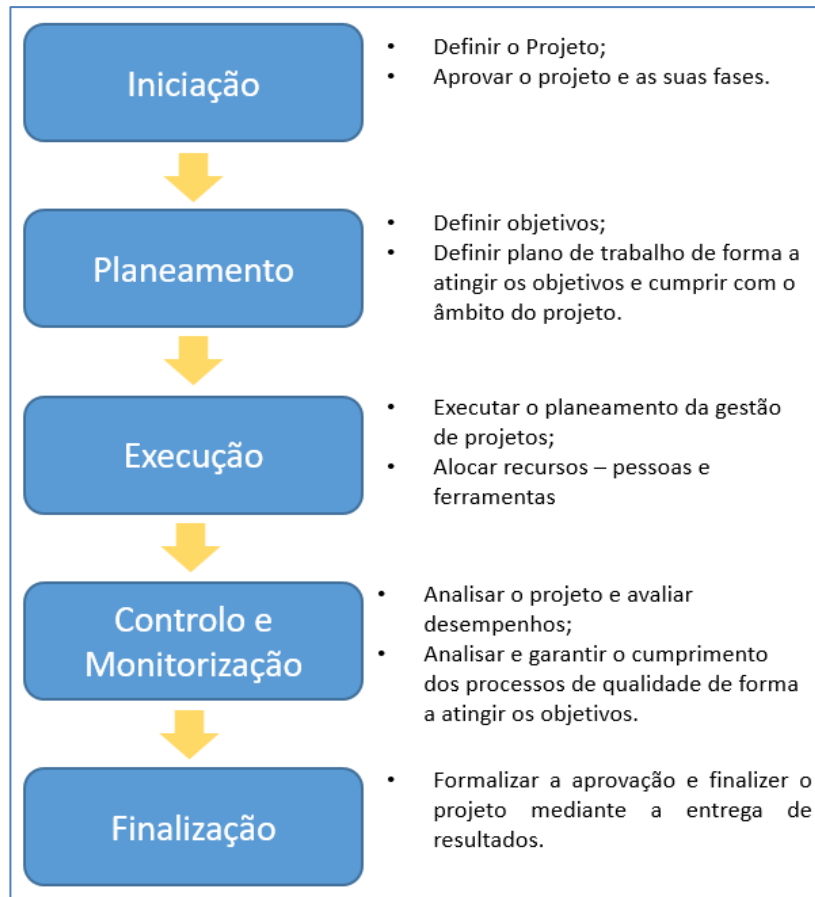 Iniciação
• Definir o Projeto;
• Aprovar o projeto e as suas fases.
Planeamento
• Definir objetivos;
• Definir plano de trabalho de forma a
atingir os objetivos e cumprir com o
âmbito do projeto.
Execução
• Executar o planeamento da gestão
de projetos;
• Alocar recursos – pessoas e
ferramentas
Controlo e
Monitorização
• Analisar o projeto e avaliar
desempenhos;
• Analisar e garantir o cumprimento
dos processos de qualidade de forma
a atingir os objetivos.
Finalização
• Formalizar a aprovação e finalizer o
projeto mediante a entrega de
resultados.